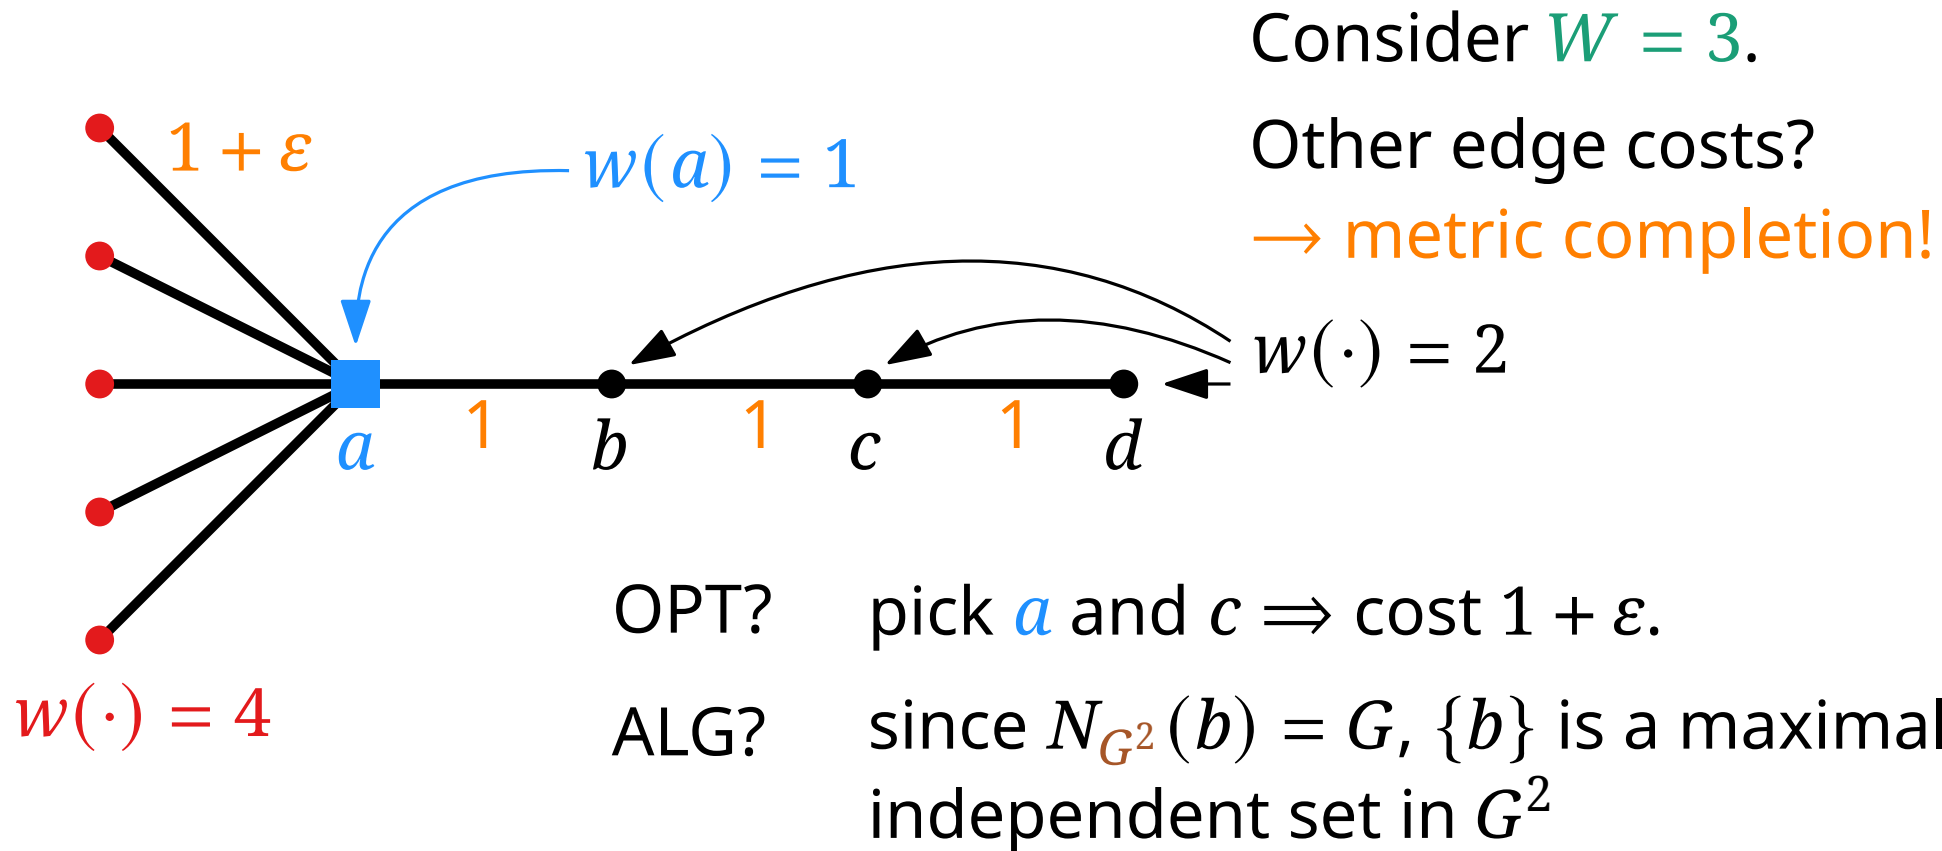 Consider W = 3.
Other edge costs?
→ metric completion!
1 + ε
w(a) = 1
w(·) = 2
1 1 1
a b c d
w(·) = 4
OPT? pick a and c ⟹ cost 1 + ε.
ALG? since N_{G²}(b) = G, {b} is a maximal
independent set in G²